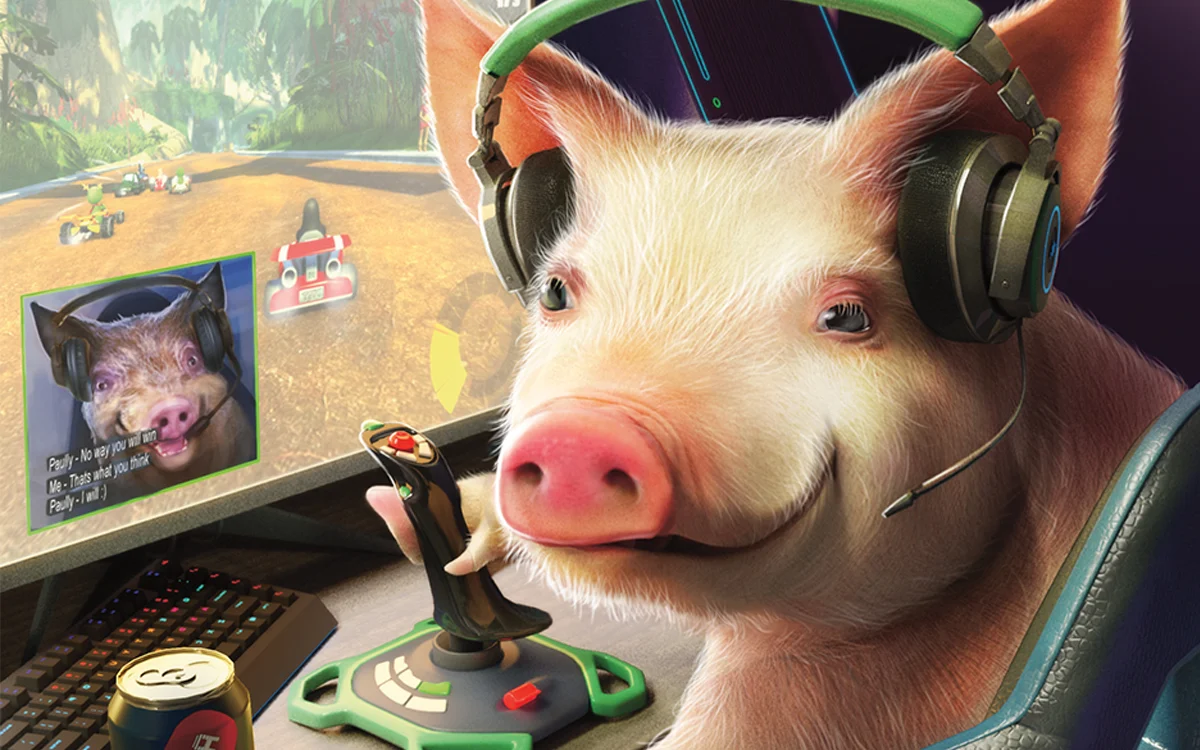 Paully - No way you will win
Me - Thats what you think
Paully - I will :)